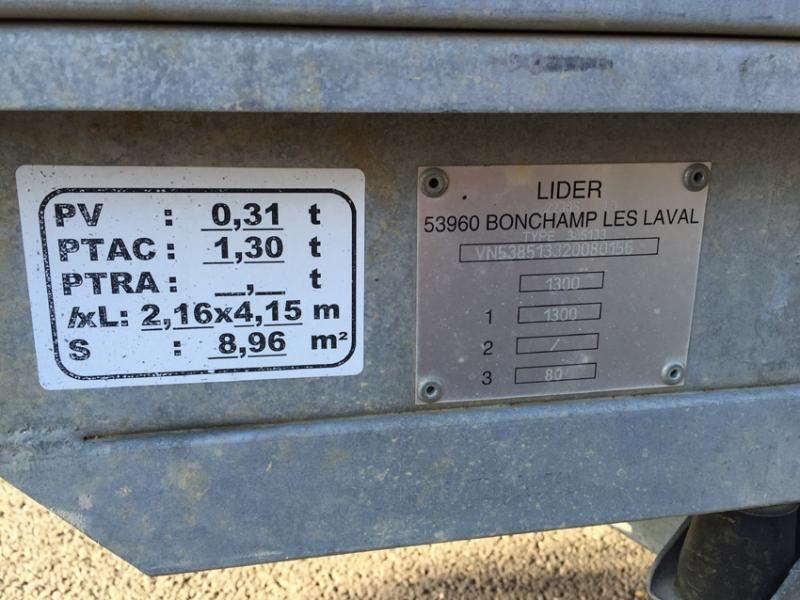 PV : 0,31 t
PTAC : 1,30 t
PTRA : __,__ t
lxL: 2,16x4,15 m
S : 8,96 m²
LIDER
53960 BONCHAMP LES LAVAL
TYPE
1300
1 1300
2 /
3 80